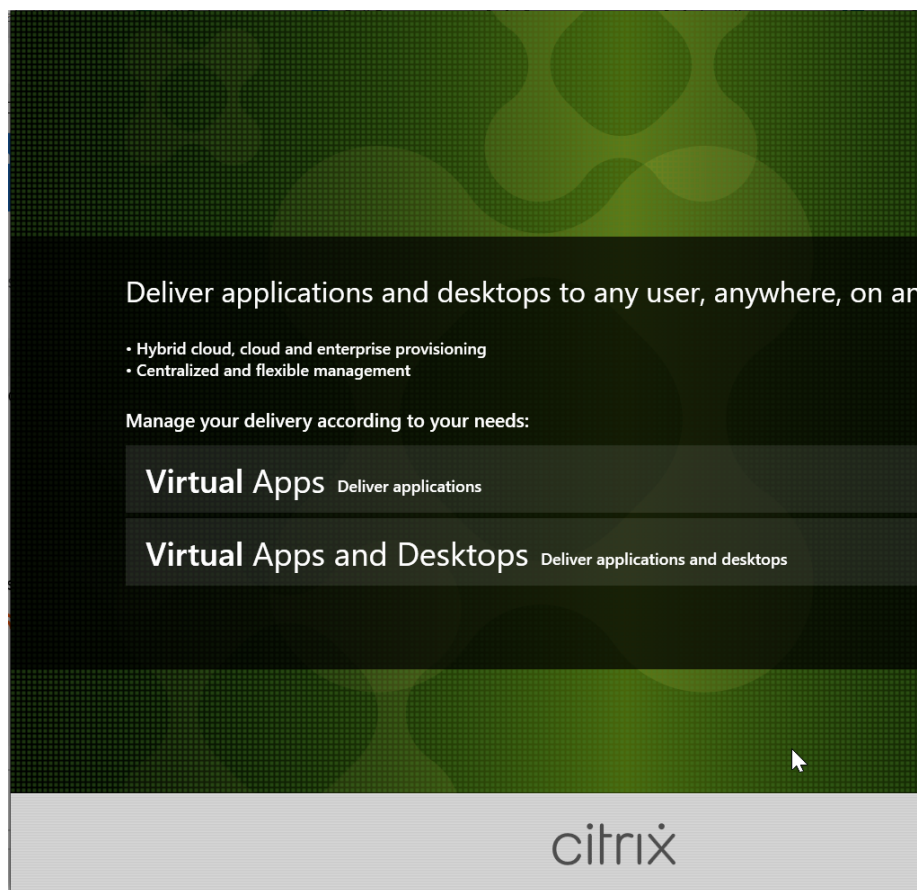 Deliver applications and desktops to any user, anywhere, on
• Hybrid cloud, cloud and enterprise provisioning
• Centralized and flexible management
Manage your delivery according to your needs:
Virtual Apps Deliver applications
Virtual Apps and Desktops Deliver applications and desktops
citrix